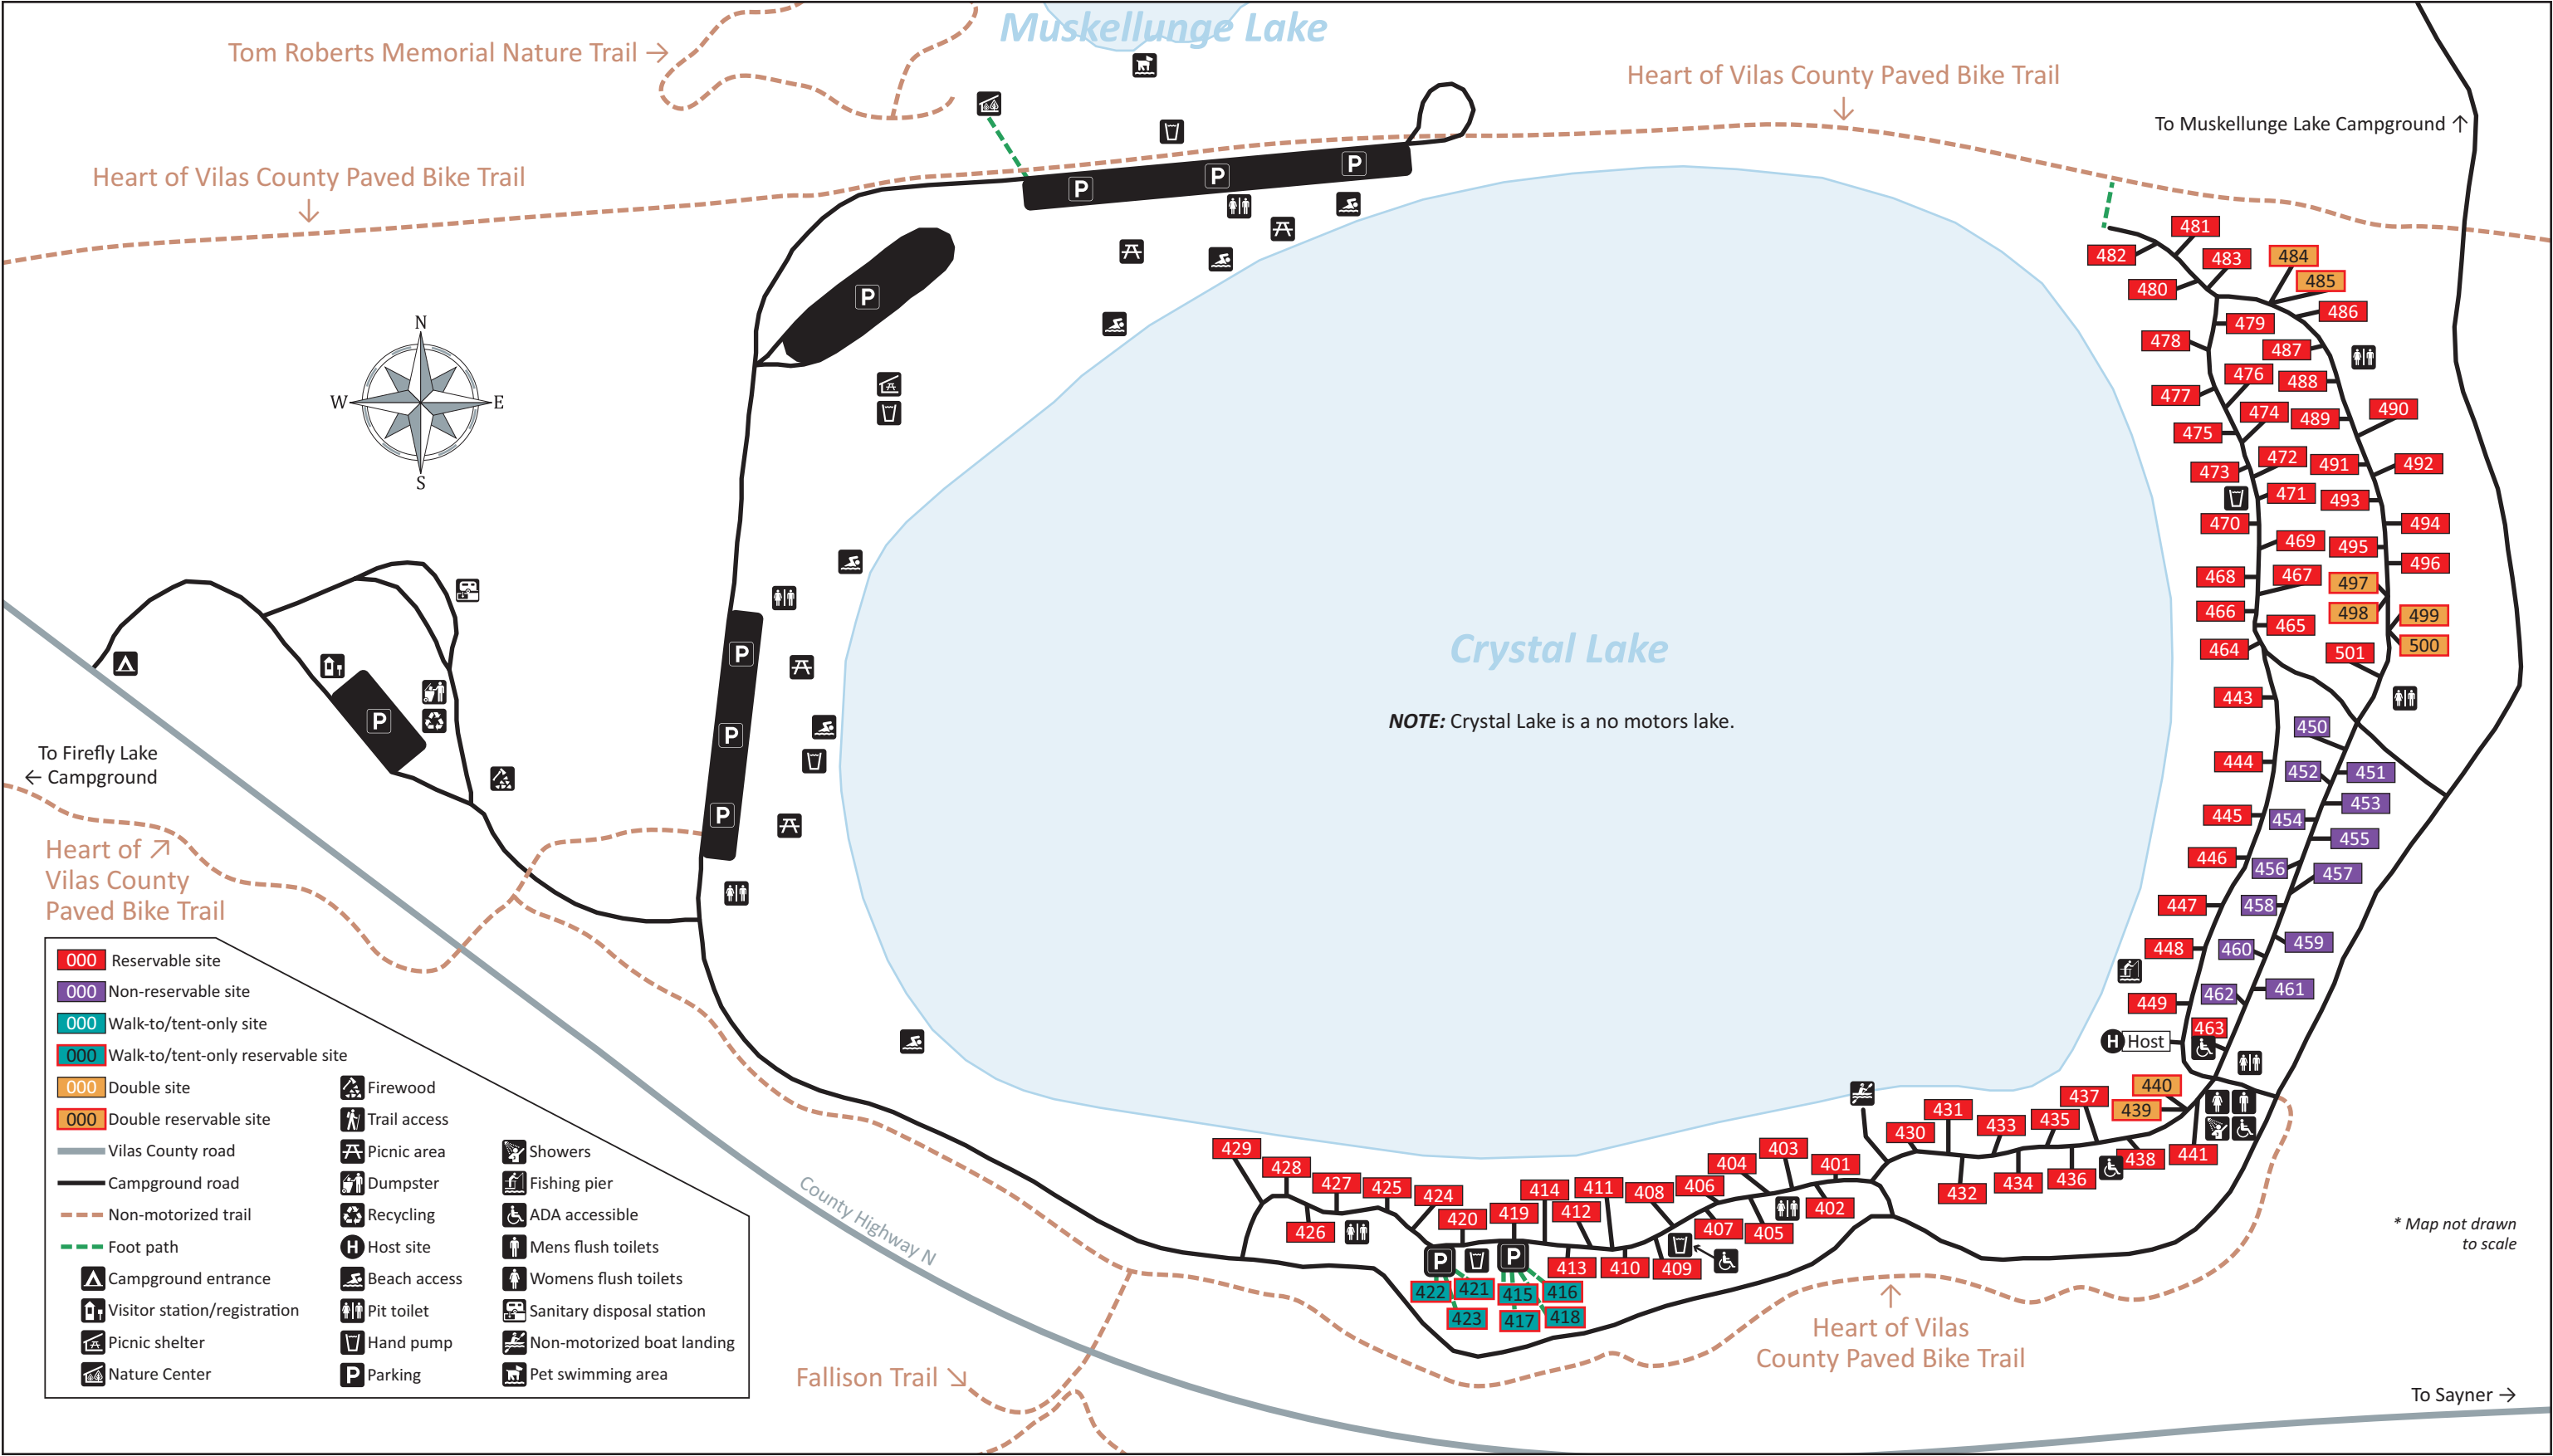 Muskellunge Lake
Tom Roberts Memorial Nature Trail →
Heart of Vilas County Paved Bike Trail
↓
To Muskellunge Lake Campground ↑
Heart of Vilas County Paved Bike Trail
↓
P
P
P
P
N
W
E
S
481
482
483
484
485
480
486
479
478
487
476
488
477
474
489
490
475
472
491
492
473
471
493
470
494
469
495
496
468
467
497
466
498
499
465
464
501
500
443
450
444
452
451
453
445
454
455
446
456
457
447
458
448
460
459
449
462
461
463
H Host
440
439
Crystal Lake
NOTE: Crystal Lake is a no motors lake.
P
P
P
P
To Firefly Lake
← Campground
Heart of ↗
Vilas County
Paved Bike Trail
437
431
435
433
430
438
441
436
434
432
403
404
401
402
406
408
407
405
411
414
412
409
410
413
419
420
424
425
427
428
429
426
P
P
422
421
415
416
423
417
418
County Highway N
* Map not drawn
to scale
Heart of Vilas
County Paved Bike Trail
↑
Fallison Trail ↘
To Sayner →
000 Reservable site
000 Non-reservable site
000 Walk-to/tent-only site
000 Walk-to/tent-only reservable site
000 Double site
000 Double reservable site
Vilas County road
Campground road
Non-motorized trail
Foot path
Campground entrance
Visitor station/registration
Picnic shelter
Nature Center
Firewood
Trail access
Picnic area
Dumpster
Recycling
H Host site
Beach access
Pit toilet
Hand pump
P Parking
Showers
Fishing pier
ADA accessible
Mens flush toilets
Womens flush toilets
Sanitary disposal station
Non-motorized boat landing
Pet swimming area